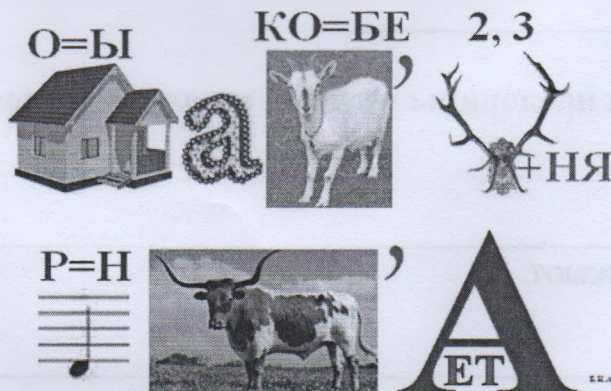 О=Ы КО=БЕ 2, 3
а , +НЯ
Р=Н ,
А
ЕТ